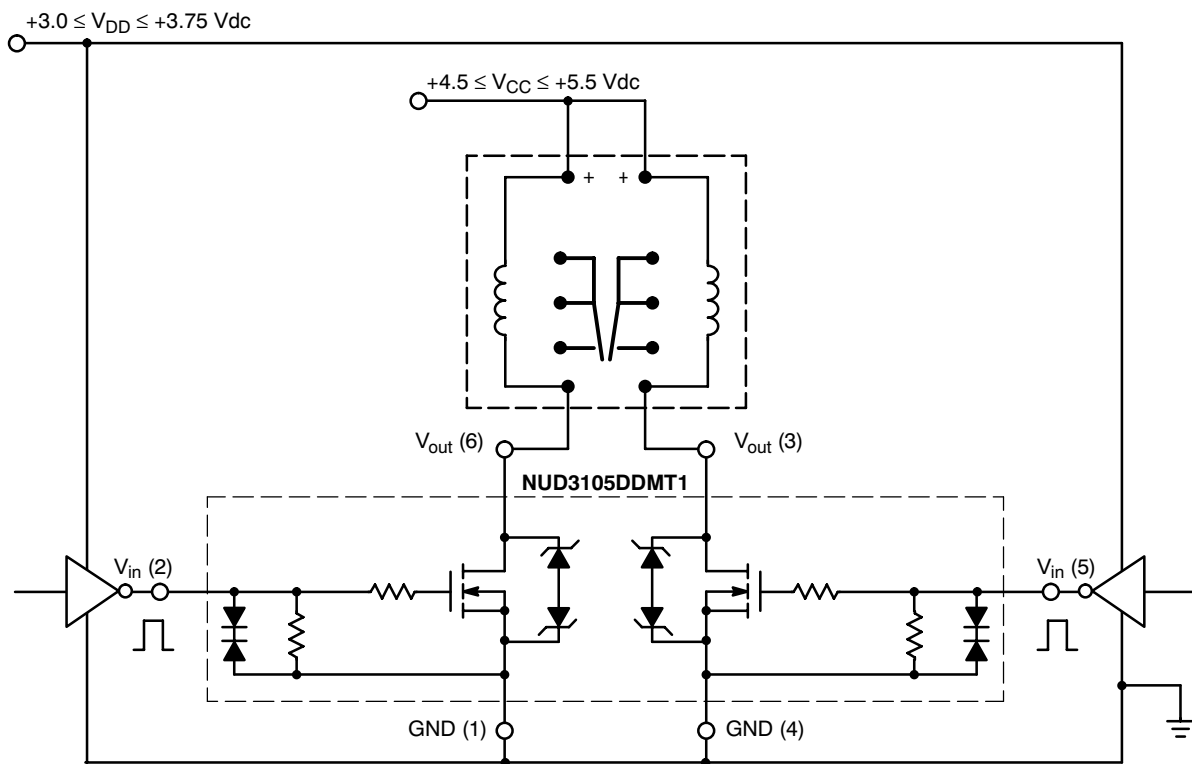 +3.0 ≤ VDD ≤ +3.75 Vdc
+4.5 ≤ VCC ≤ +5.5 Vdc
+ +
Vout (6)
Vout (3)
NUD3105DDMT1
Vin (2)
Vin (5)
GND (1)
GND (4)